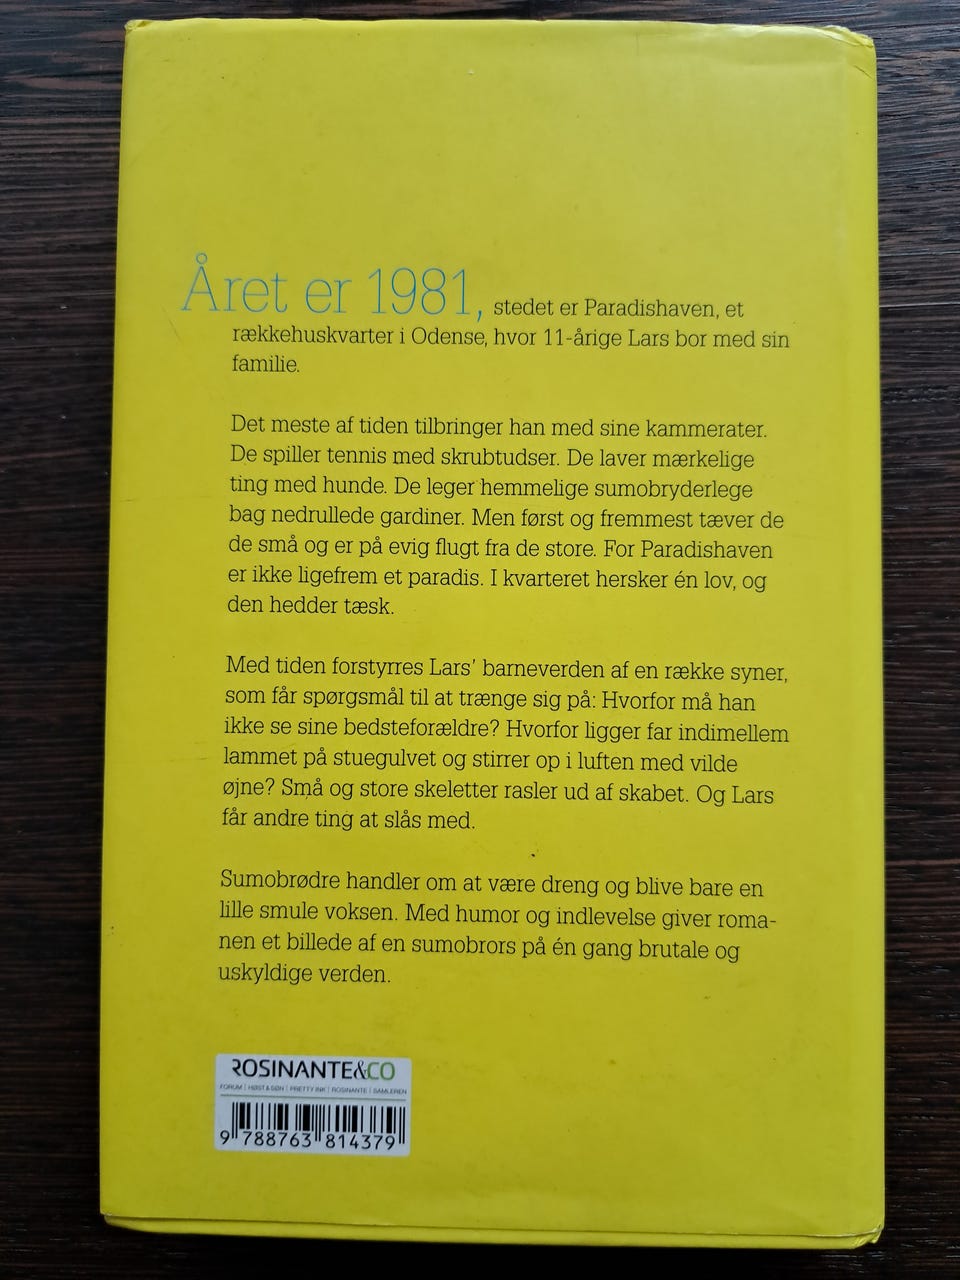 Året er 1981, stedet er Paradishaven, et
rækkehuskvarter i Odense, hvor 11-årige Lars bor med sin
familie.
Det meste af tiden tilbringer han med sine kammerater.
De spiller tennis med skrubtudser. De laver mærkelige
ting med hunde. De leger hemmelige sumobryderlege
bag nedrullede gardiner. Men først og fremmest tæver de
de små og er på evig flugt fra de store. For Paradishaven
er ikke ligefrem et paradis. I kvarteret hersker én lov, og
den hedder tæsk.
Med tiden forstyrres Lars' barneverden af en række syner,
som får spørgsmål til at trænge sig på: Hvorfor må han
ikke se sine bedsteforældre? Hvorfor ligger far indimellem
lammet på stuegulvet og stirrer op i luften med vilde
øjne? Små og store skeletter rasler ud af skabet. Og Lars
får andre ting at slås med.
Sumobrødre handler om at være dreng og blive bare en
lille smule voksen. Med humor og indlevelse giver roma-
nen et billede af en sumobrors på én gang brutale og
uskyldige verden.
ROSINANTE&CO
FORUM | HØST & SØN | PRETTY INK | ROSINANTE | SAMLEREN
9 788763 814379